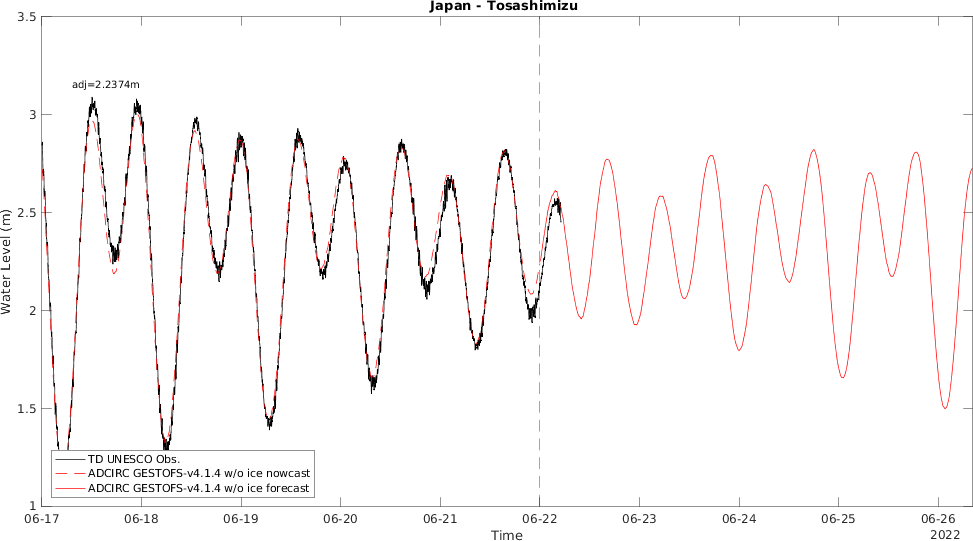 Japan - Tosashimizu
adj=2.2374m
3.5
3
2.5
2
1.5
1
Water Level (m)
TD UNESCO Obs.
ADCIRC GESTOFS-v4.1.4 w/o ice nowcast
ADCIRC GESTOFS-v4.1.4 w/o ice forecast
06-17 06-18 06-19 06-20 06-21 06-22 06-23 06-24 06-25 06-26
2022
Time